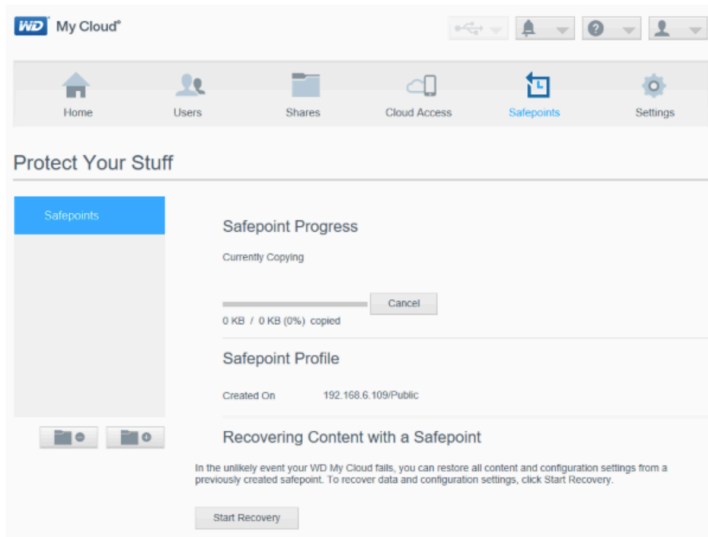 WD My Cloud®
Home Users Shares Cloud Access Safepoints Settings
Protect Your Stuff
Safepoints
Safepoint Progress
Currently Copying
Cancel
0 KB / 0 KB (0%) copied
Safepoint Profile
Created On 192.168.6.109/Public
Recovering Content with a Safepoint
In the unlikely event your WD My Cloud fails, you can restore all content and configuration settings from a
previously created safepoint. To recover data and configuration settings, click Start Recovery.
Start Recovery